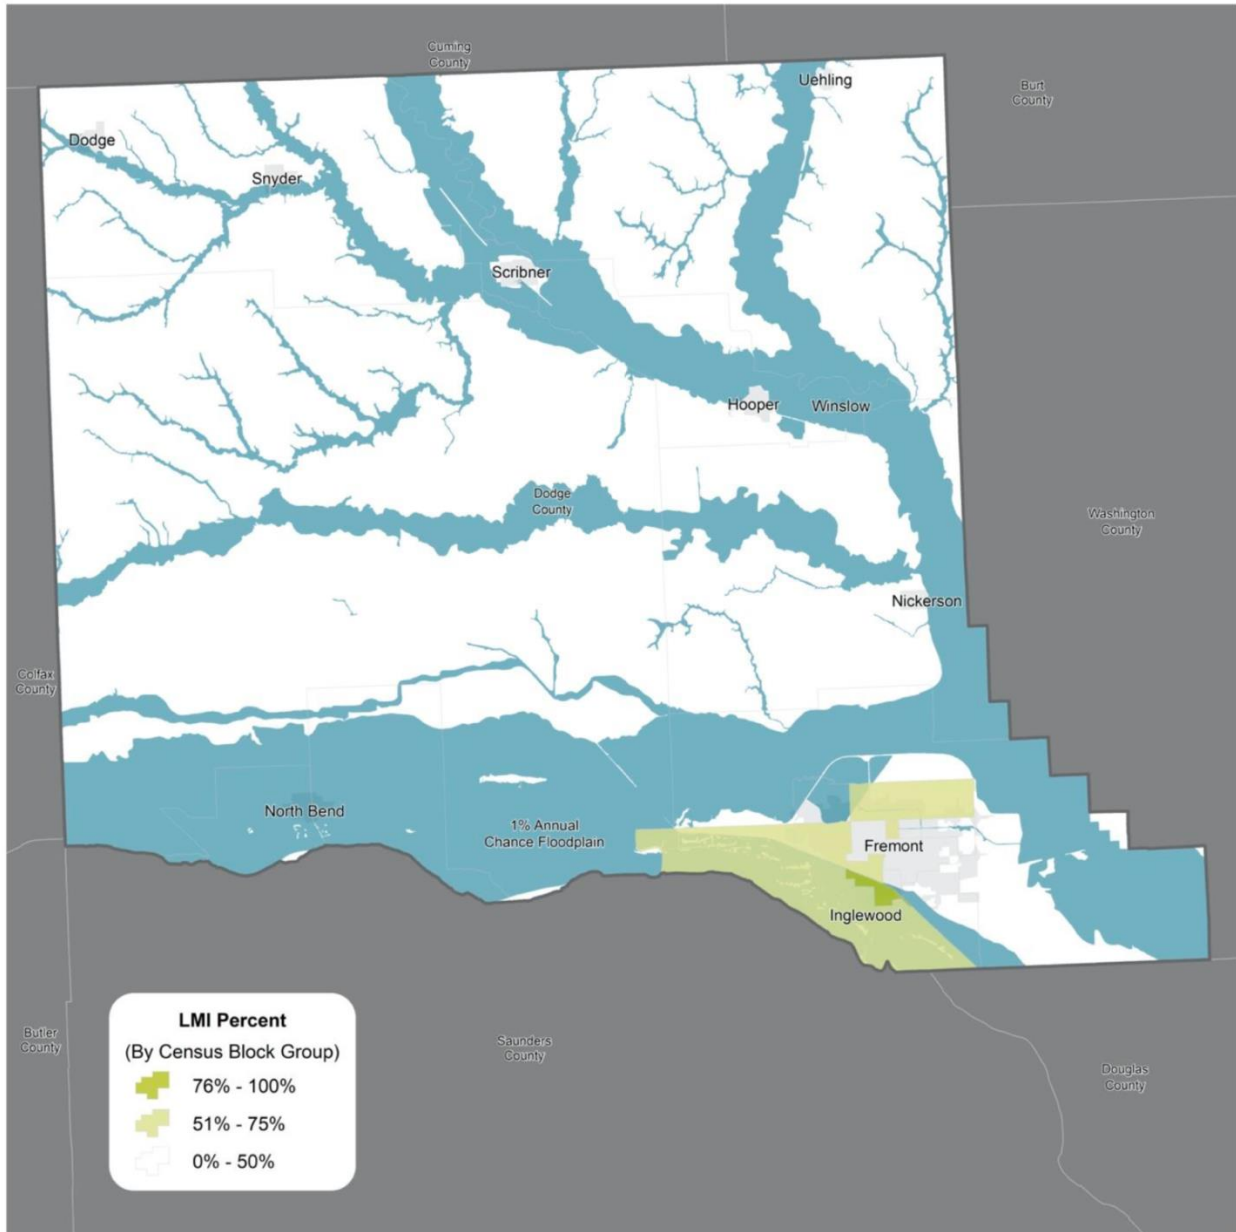 Cuming
County
Uehling
Burt
County
Dodge
Snyder
Scribner
Hooper
Winslow
Dodge
County
Washington
County
Nickerson
Colfax
County
North Bend
1% Annual
Chance Floodplain
Fremont
Inglewood
LMI Percent
(By Census Block Group)
76% - 100%
51% - 75%
0% - 50%
Butler
County
Saunders
County
Douglas
County